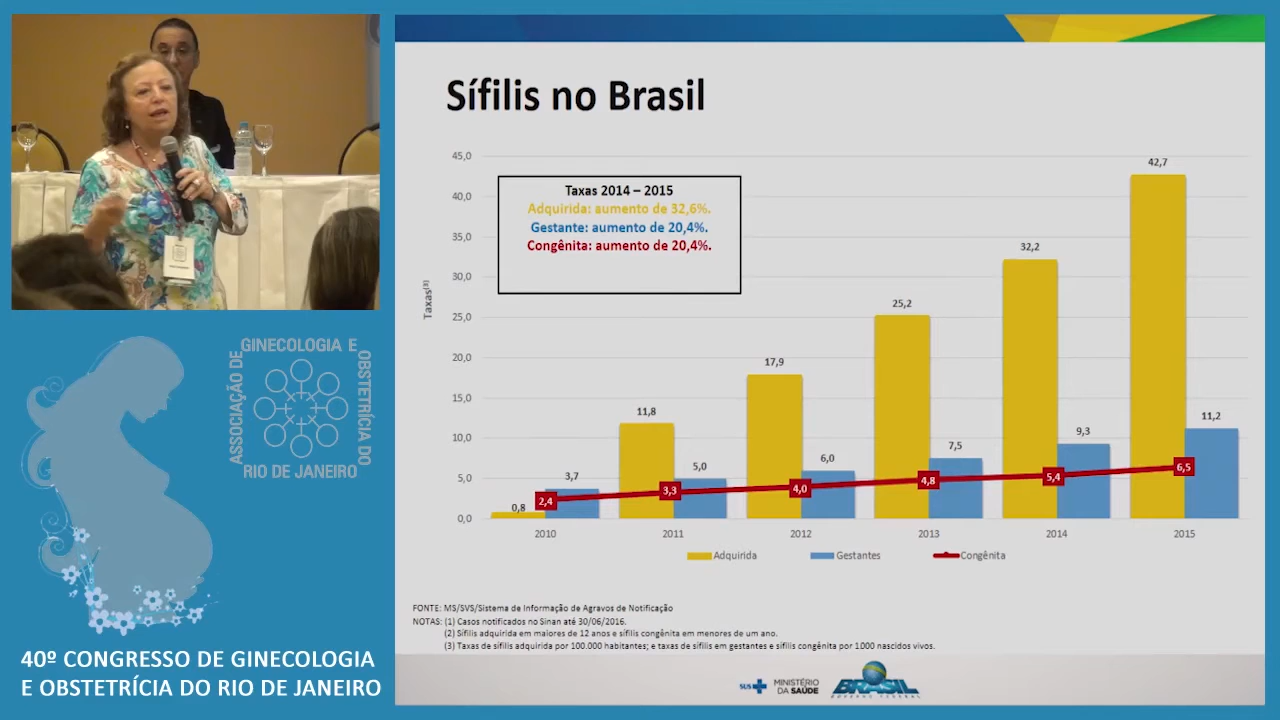 Sífilis no Brasil
45,0
40,0
35,0
30,0
25,0
20,0
15,0
10,0
5,0
0,0
Taxas(3)
Taxas 2014 – 2015
Adquirida: aumento de 32,6%.
Gestante: aumento de 20,4%.
Congênita: aumento de 20,4%.
0,8
3,7
2,4
11,8
5,0
3,3
17,9
6,0
4,0
25,2
7,5
4,8
32,2
9,3
5,4
42,7
11,2
6,5
2010
2011
2012
2013
2014
2015
Adquirida
Gestantes
Congênita
FONTE: MS/SVS/Sistema de Informação de Agravos de Notificação
NOTAS: (1) Casos notificados no Sinan até 30/06/2016.
(2) Sífilis adquirida em maiores de 12 anos e sífilis congênita em menores de um ano.
(3) Taxas de sífilis adquirida por 100.000 habitantes; e taxas de sífilis em gestantes e sífilis congênita por 1.000 nascidos vivos.
SUS
MINISTÉRIO
DA SAÚDE
BRASIL
GOVERNO FEDERAL
ASSOCIAÇÃO DE
GINECOLOGIA E
OBSTETRÍCIA DO
RIO DE JANEIRO
40º CONGRESSO DE GINECOLOGIA
E OBSTETRÍCIA DO RIO DE JANEIRO